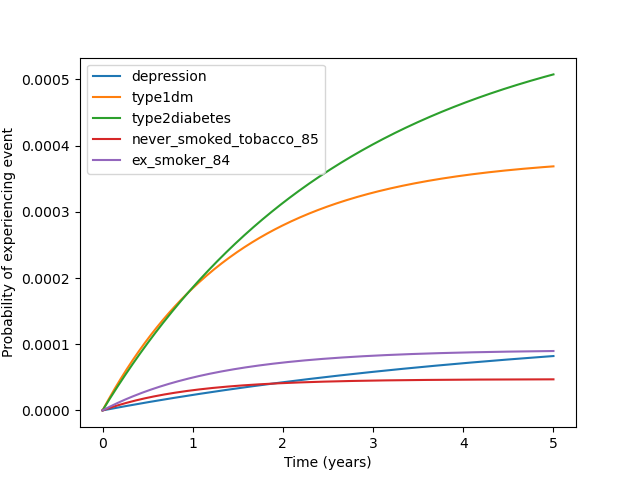 depression
type1dm
type2diabetes
never_smoked_tobacco_85
ex_smoker_84
0.0005
0.0004
0.0003
0.0002
0.0001
0.0000
Probability of experiencing event
0 1 2 3 4 5
Time (years)